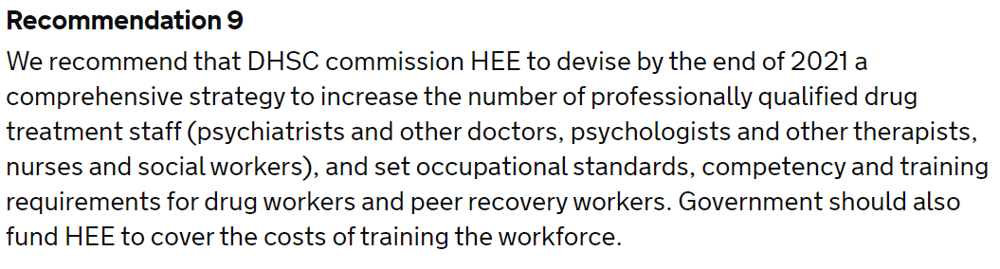 Recommendation 9
We recommend that DHSC commission HEE to devise by the end of 2021 a
comprehensive strategy to increase the number of professionally qualified drug
treatment staff (psychiatrists and other doctors, psychologists and other therapists,
nurses and social workers), and set occupational standards, competency and training
requirements for drug workers and peer recovery workers. Government should also
fund HEE to cover the costs of training the workforce.